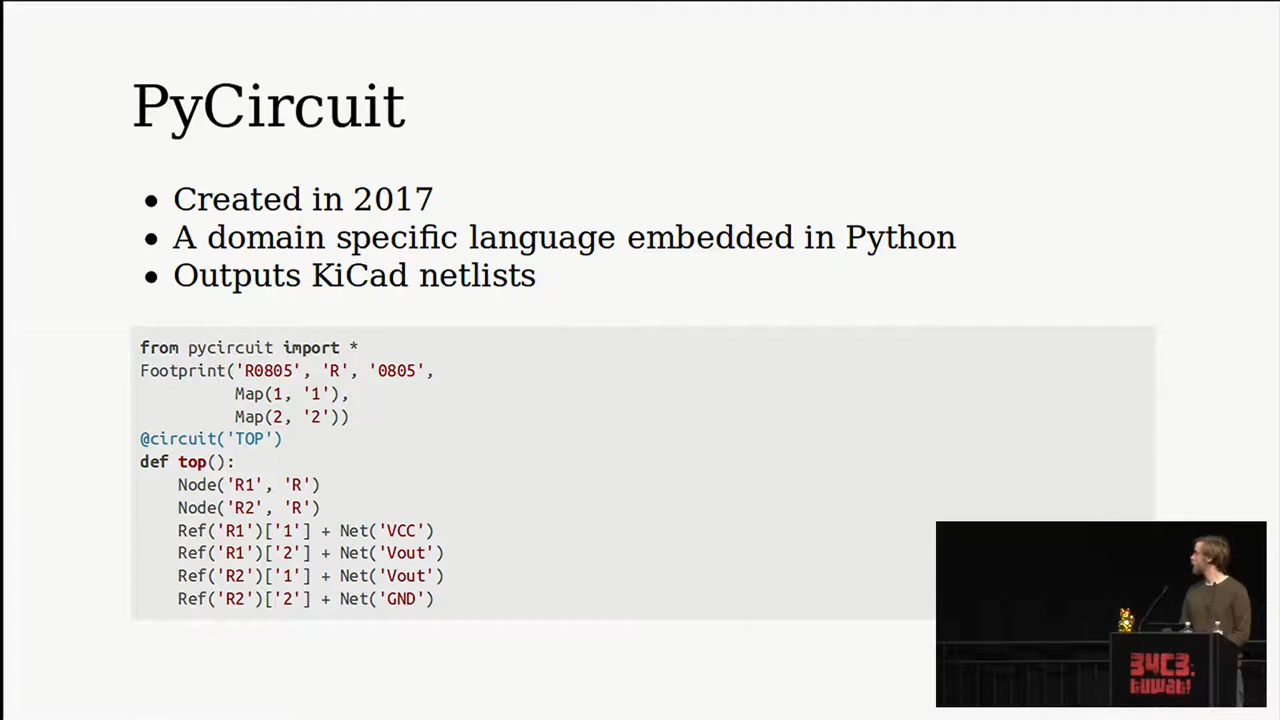 PyCircuit
• Created in 2017
• A domain specific language embedded in Python
• Outputs KiCad netlists
from pycircuit import *
Footprint('R0805', 'R', '0805',
          Map(1, '1'),
          Map(2, '2'))
@circuit('TOP')
def top():
    Node('R1', 'R')
    Node('R2', 'R')
    Ref('R1')['1'] + Net('VCC')
    Ref('R1')['2'] + Net('Vout')
    Ref('R2')['1'] + Net('Vout')
    Ref('R2')['2'] + Net('GND')
34C3:
tuwat!